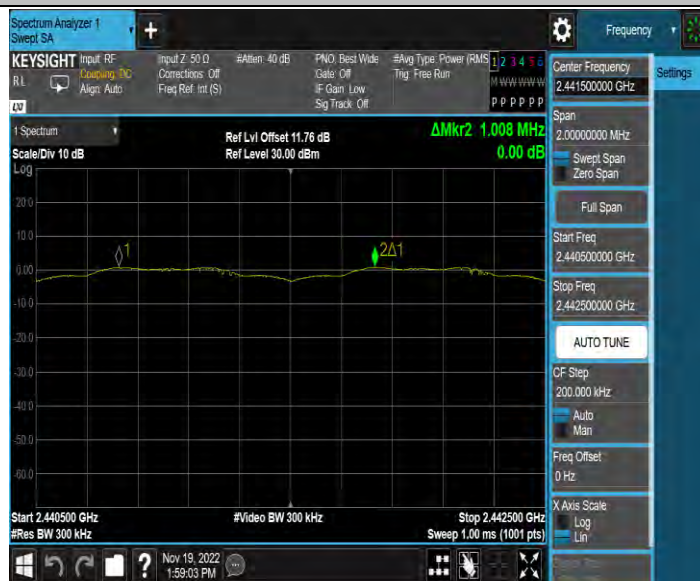 Spectrum Analyzer 1
Swept SA
Frequency
KEYSIGHT
RL
Input: RF
Coupling: DC
Align: Auto
Input Z: 50 Ω
Corrections: Off
Freq Ref: Int (S)
#Atten: 40 dB
PNO: Best Wide
Gate: Off
IF Gain: Low
Sig Track: Off
#Avg Type: Power (RMS
Trig: Free Run
1 2 3 4 5 6
M W W W W W
P P P P P P
1 Spectrum
Scale/Div 10 dB
Ref Lvl Offset 11.76 dB
Ref Level 30.00 dBm
ΔMkr2 1.008 MHz
0.00 dB
Log
20.0
10.0
0.00
-10.0
-20.0
-30.0
-40.0
-50.0
-60.0
1
2Δ1
Start 2.440500 GHz
#Res BW 300 kHz
#Video BW 300 kHz
Stop 2.442500 GHz
Sweep 1.00 ms (1001 pts)
Nov 19, 2022
1:59:03 PM
Center Frequency
2.441500000 GHz
Settings
Span
2.00000000 MHz
Swept Span
Zero Span
Full Span
Start Freq
2.440500000 GHz
Stop Freq
2.442500000 GHz
AUTO TUNE
CF Step
200.000 kHz
Auto
Man
Freq Offset
0 Hz
X Axis Scale
Log
Lin